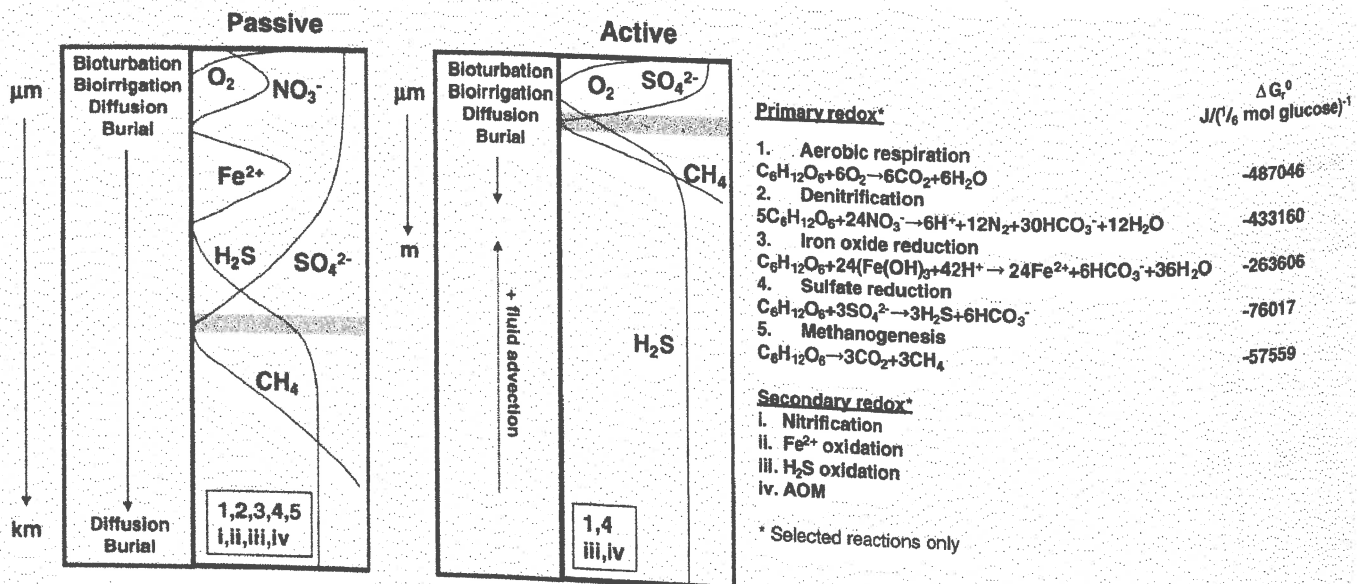 Passive
μm
km
Bioturbation
Bioirrigation
Diffusion
Burial
Diffusion
Burial
O₂
NO₃⁻
Fe²⁺
H₂S
SO₄²⁻
CH₄
1,2,3,4,5
i,ii,iii,iv
Active
μm
m
Bioturbation
Bioirrigation
Diffusion
Burial
+ fluid advection
O₂
SO₄²⁻
CH₄
H₂S
1,4
iii,iv
ΔGᵣ⁰
J/(¹/₆ mol glucose)⁻¹
Primary redox*
1. Aerobic respiration
C₆H₁₂O₆+6O₂→6CO₂+6H₂O -487046
2. Denitrification
5C₆H₁₂O₆+24NO₃⁻→6H⁺+12N₂+30HCO₃⁻+12H₂O -433160
3. Iron oxide reduction
C₆H₁₂O₆+24(Fe(OH)₃+42H⁺→ 24Fe²⁺+6HCO₃⁻+36H₂O -263606
4. Sulfate reduction
C₆H₁₂O₆+3SO₄²⁻→3H₂S+6HCO₃⁻ -76017
5. Methanogenesis
C₆H₁₂O₆→3CO₂+3CH₄ -57559
Secondary redox*
i. Nitrification
ii. Fe²⁺ oxidation
iii. H₂S oxidation
iv. AOM
* Selected reactions only